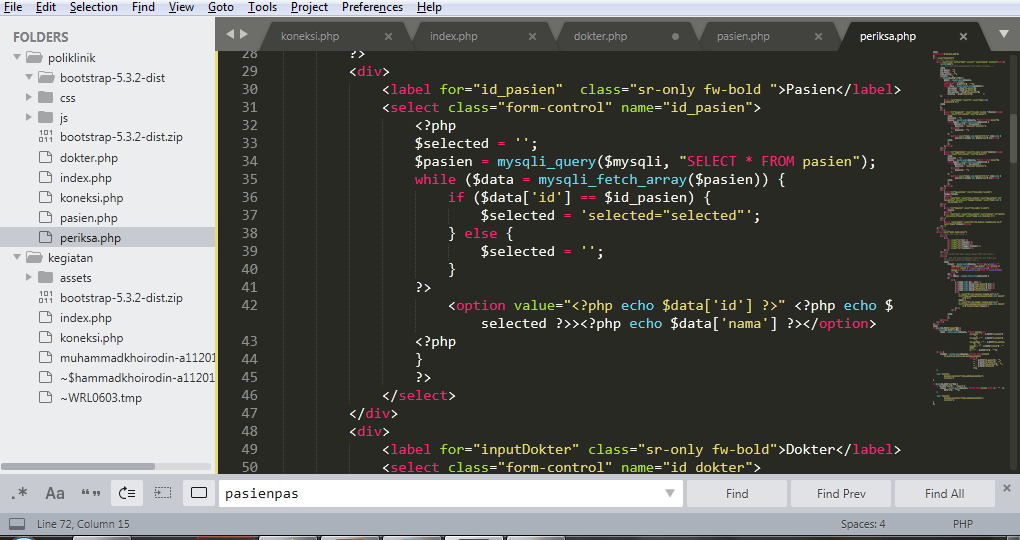 File Edit Selection Find View Goto Tools Project Preferences Help
FOLDERS
poliklinik
bootstrap-5.3.2-dist
css
js
bootstrap-5.3.2-dist.zip
dokter.php
index.php
koneksi.php
pasien.php
periksa.php
kegiatan
assets
bootstrap-5.3.2-dist.zip
index.php
koneksi.php
muhammadkhoirodin-a11201
~$hammadkhoirodin-a11201
~WRL0603.tmp
koneksi.php × index.php × dokter.php pasien.php × periksa.php ×
28 ?>
29 <div>
30 <label for="id_pasien"  class="sr-only fw-bold ">Pasien</label>
31 <select class="form-control" name="id_pasien">
32 <?php
33 $selected = '';
34 $pasien = mysqli_query($mysqli, "SELECT * FROM pasien");
35 while ($data = mysqli_fetch_array($pasien)) {
36 if ($data['id'] == $id_pasien) {
37 $selected = 'selected="selected"';
38 } else {
39 $selected = '';
40 }
41 ?>
42 <option value="<?php echo $data['id'] ?>" <?php echo $
selected ?>><?php echo $data['nama'] ?></option>
43 <?php
44 }
45 ?>
46 </select>
47 </div>
48 <div>
49 <label for="inputDokter" class="sr-only fw-bold">Dokter</label>
50 <select class="form-control" name="id_dokter">
.* Aa “ ” pasienpas Find Find Prev Find All ×
Line 72, Column 15 Spaces: 4 PHP